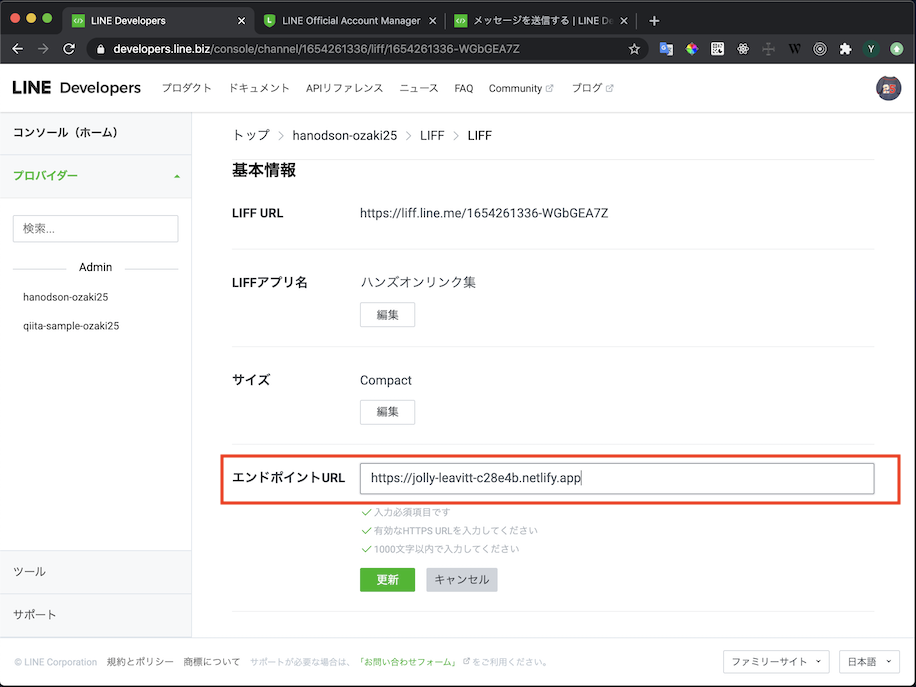 LINE Developers
LINE Official Account Manager
メッセージを送信する | LINE De
developers.line.biz/console/channel/1654261336/liff/1654261336-WGbGEA7Z
LINE Developers
プロダクト
ドキュメント
APIリファレンス
ニュース
FAQ
Community
ブログ
コンソール（ホーム）
プロバイダー
検索...
Admin
hanodson-ozaki25
qiita-sample-ozaki25
ツール
サポート
トップ > hanodson-ozaki25 > LIFF > LIFF
基本情報
LIFF URL
https://liff.line.me/1654261336-WGbGEA7Z
LIFFアプリ名
ハンズオンリンク集
編集
サイズ
Compact
編集
エンドポイントURL
https://jolly-leavitt-c28e4b.netlify.app
入力必須項目です
有効なHTTPS URLを入力してください
1000文字以内で入力してください
更新
キャンセル
© LINE Corporation 規約とポリシー 商標について サポートが必要な場合は、「お問い合わせフォーム」をご利用ください。
ファミリーサイト
日本語